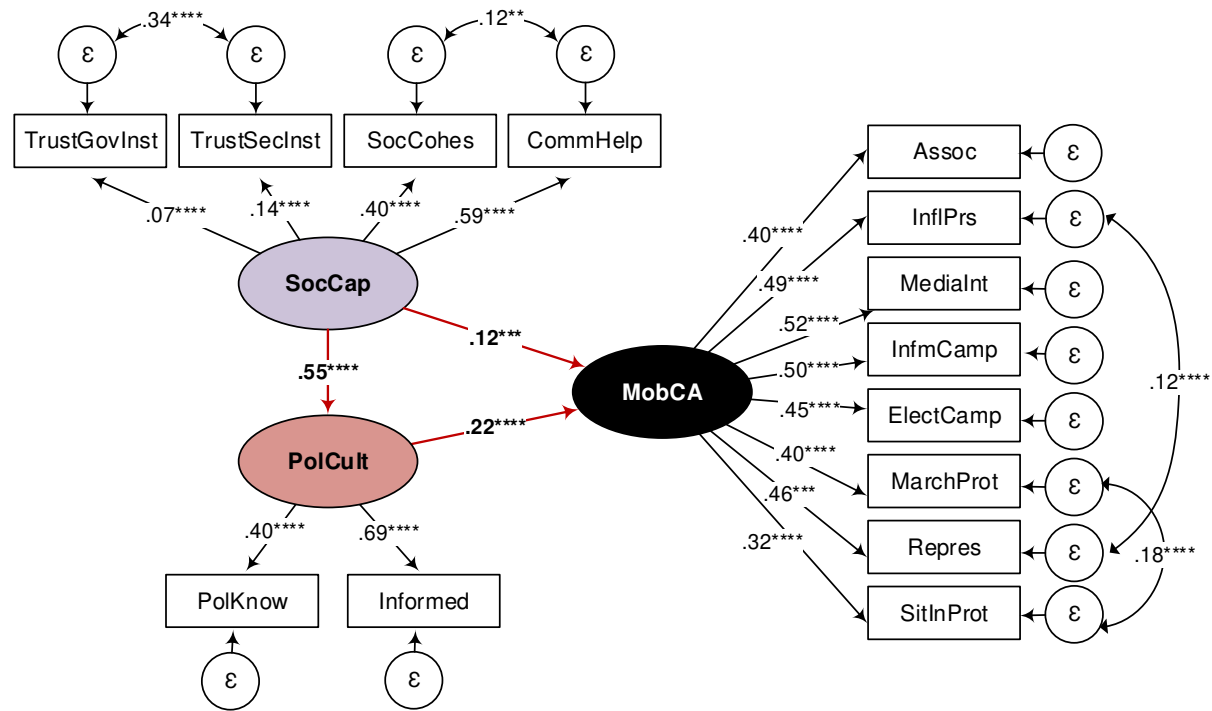 .34****
.12**
ε
ε
ε
ε
TrustGovInst
TrustSecInst
SocCohes
CommHelp
.07****
.14****
.40****
.59****
SocCap
.12***
.55****
PolCult
.22****
MobCA
.40****
.69****
PolKnow
Informed
ε
ε
.40****
.49****
.52****
.50****
.45****
.40****
.46***
.32****
Assoc
ε
InflPrs
ε
MediaInt
ε
InfmCamp
ε
ElectCamp
ε
MarchProt
ε
Repres
ε
SitInProt
ε
.12****
.18****